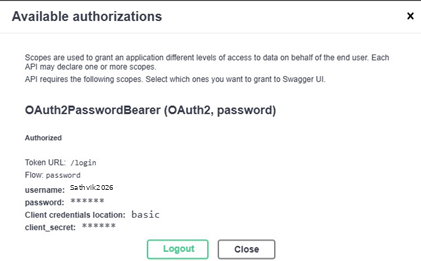 Available authorizations
×
Scopes are used to grant an application different levels of access to data on behalf of the end user. Each
API may declare one or more scopes.
API requires the following scopes. Select which ones you want to grant to Swagger UI.
OAuth2PasswordBearer (OAuth2, password)
Authorized
Token URL: /login
Flow: password
username: Sathvik2026
password: ******
Client credentials location: basic
client_secret: ******
Logout Close